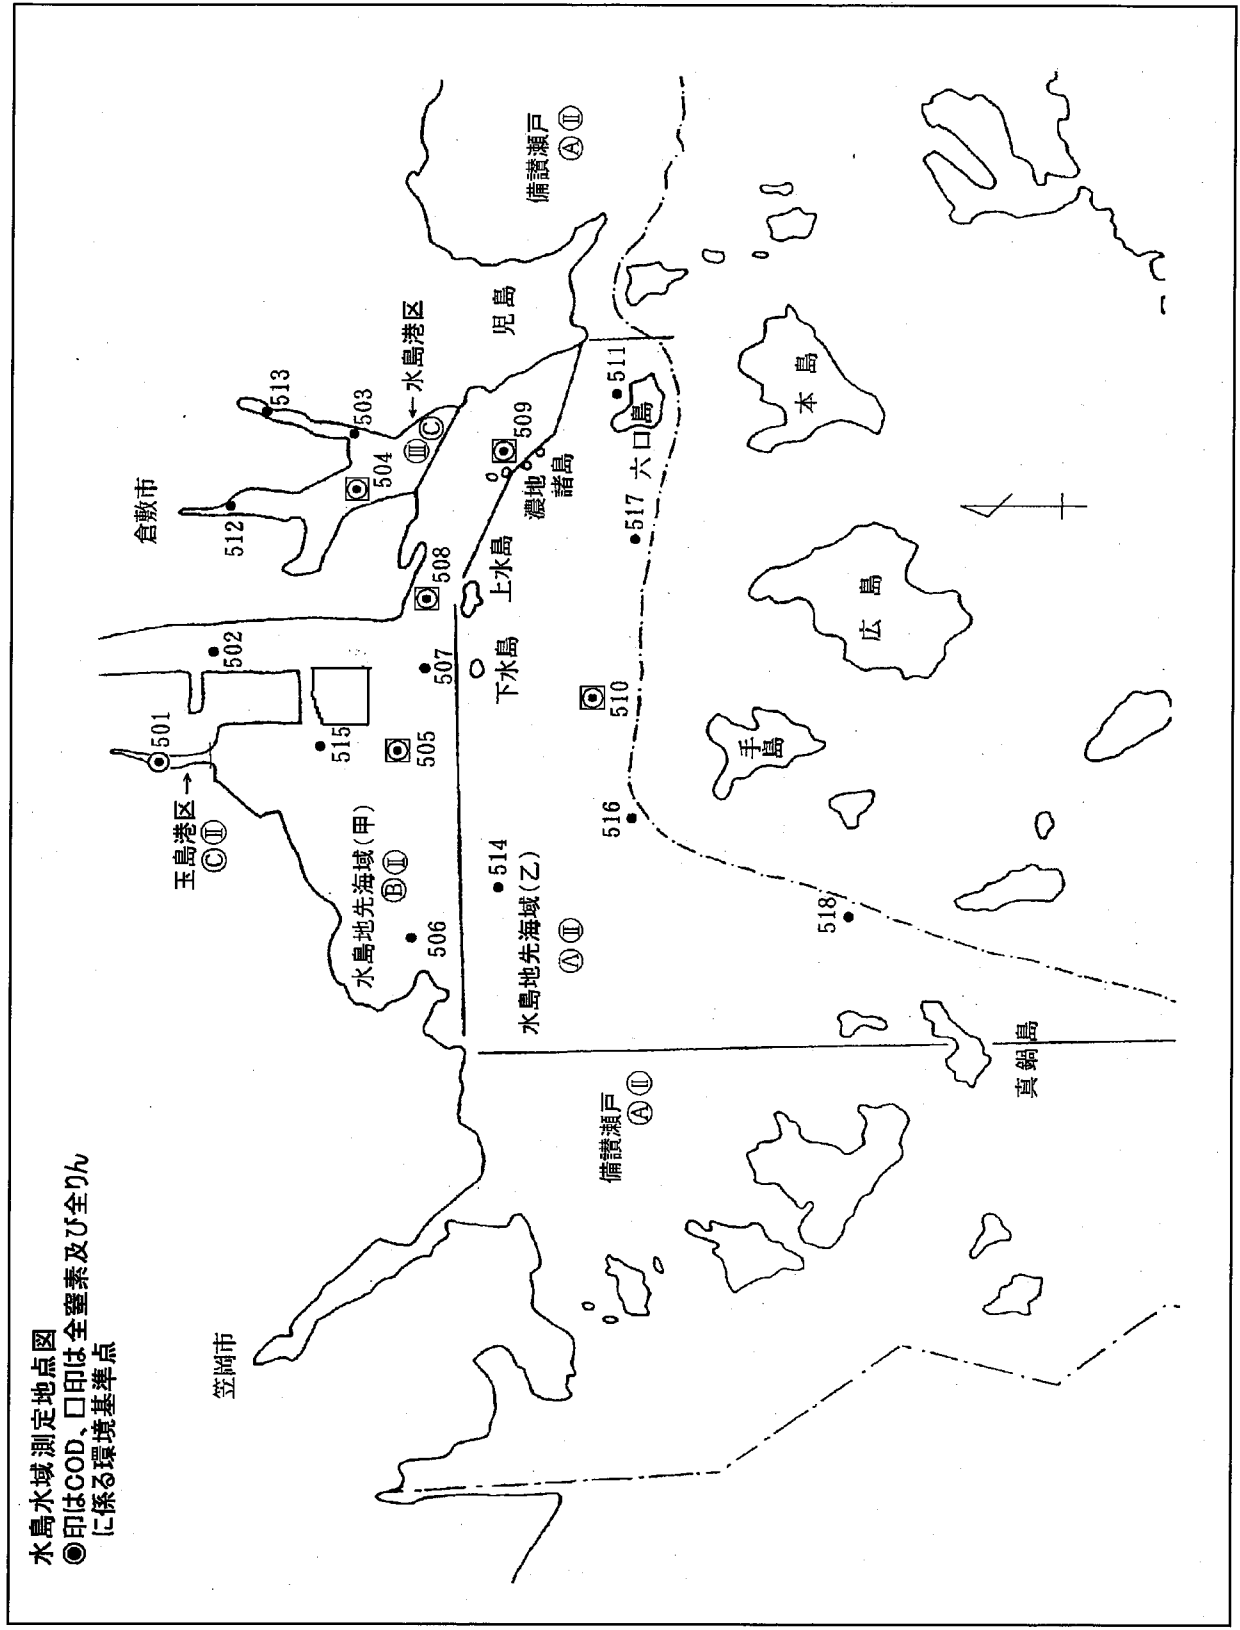 水島水域測定地点図
◉印はCOD、口印は全窒素及び全りん
に係る環境基準点
笠岡市
倉敷市
玉島港区→
Ⓒ Ⅱ
501
502
512
513
503
504
←水島港区
Ⅲ Ⓒ
児島
備讃瀬戸
Ⓐ Ⅱ
515
505
507
508
水島地先海域(甲)
Ⓑ Ⅱ
506
下水島
上水島
濃地
諸島
509
514
水島地先海域(乙)
Ⓐ Ⅱ
510
517
六口島
511
516
備讃瀬戸
Ⓐ Ⅱ
518
手島
広島
本島
真鍋島